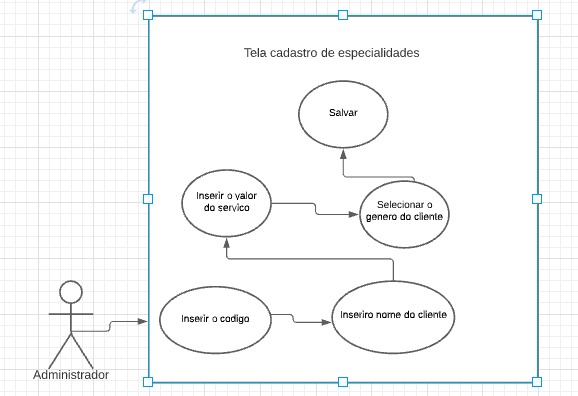 Tela cadastro de especialidades
Salvar
Inserir o valor
do servico
Selecionar o
genero do cliente
Inserir o codigo
Inseriro nome do cliente
Administrador